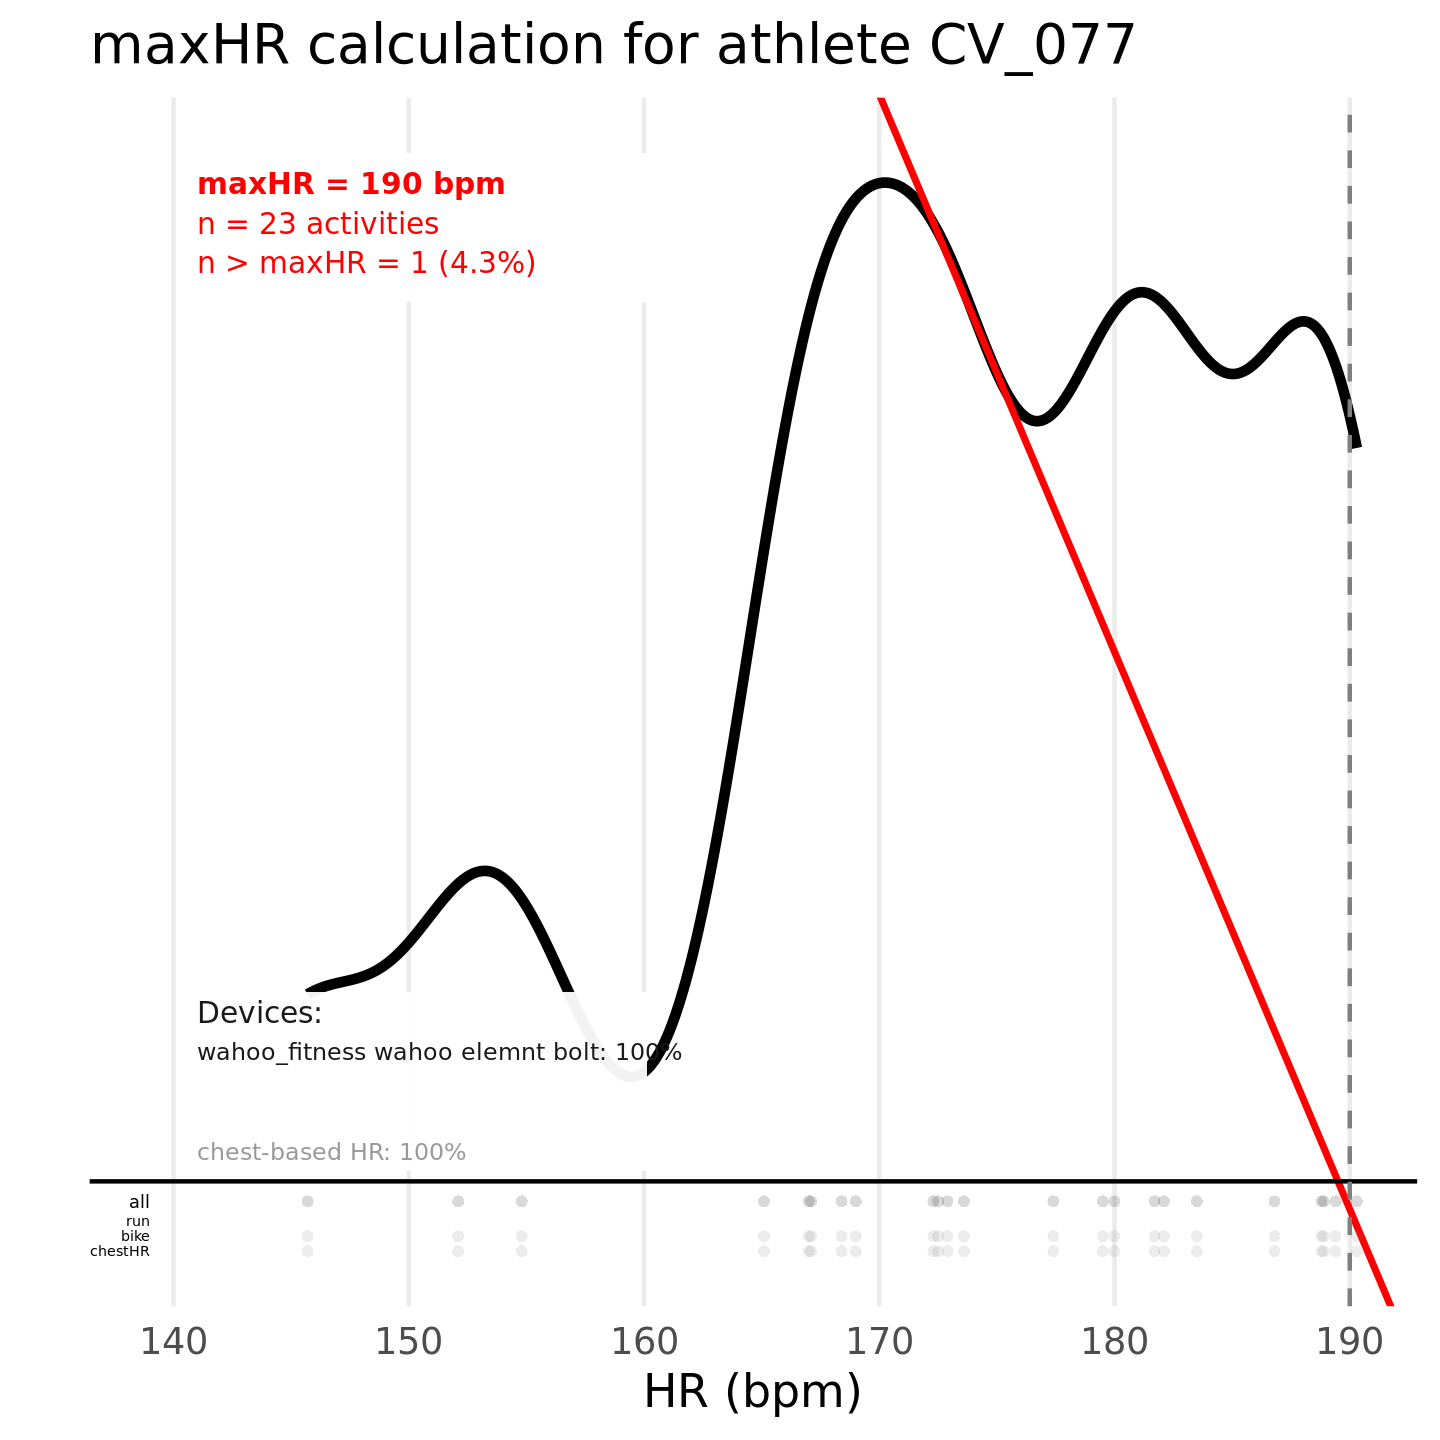 maxHR calculation for athlete CV_077
maxHR = 190 bpm
n = 23 activities
n > maxHR = 1 (4.3%)
Devices:
wahoo_fitness wahoo elemnt bolt: 100%
chest-based HR: 100%
all
run
bike
chestHR
140 150 160 170 180 190
HR (bpm)